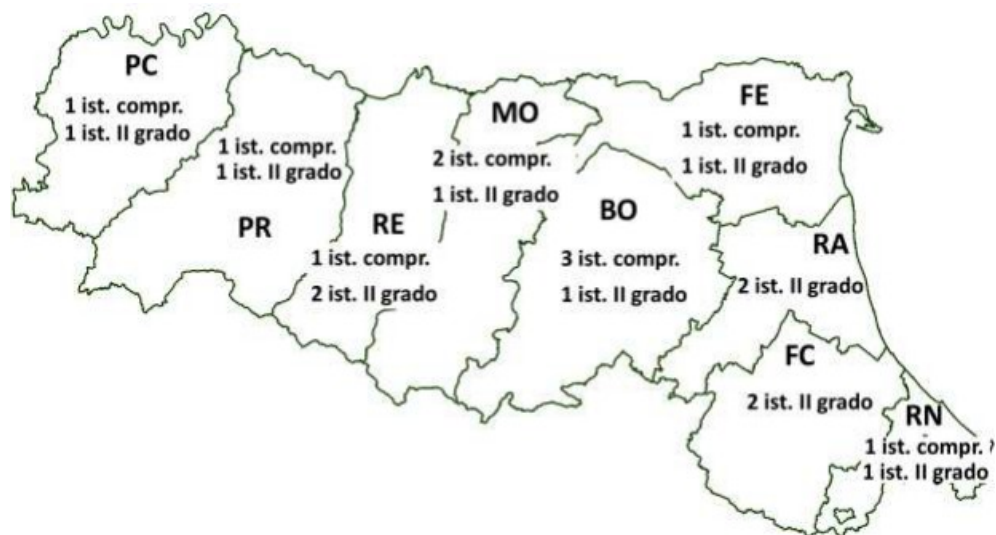 PC
1 ist. compr.
1 ist. II grado
1 ist. compr.
1 ist. II grado
PR
RE
1 ist. compr.
2 ist. II grado
MO
2 ist. compr.
1 ist. II grado
BO
3 ist. compr.
1 ist. II grado
FE
1 ist. compr.
1 ist. II grado
RA
2 ist. II grado
FC
2 ist. II grado
RN
1 ist. compr.
1 ist. II grado